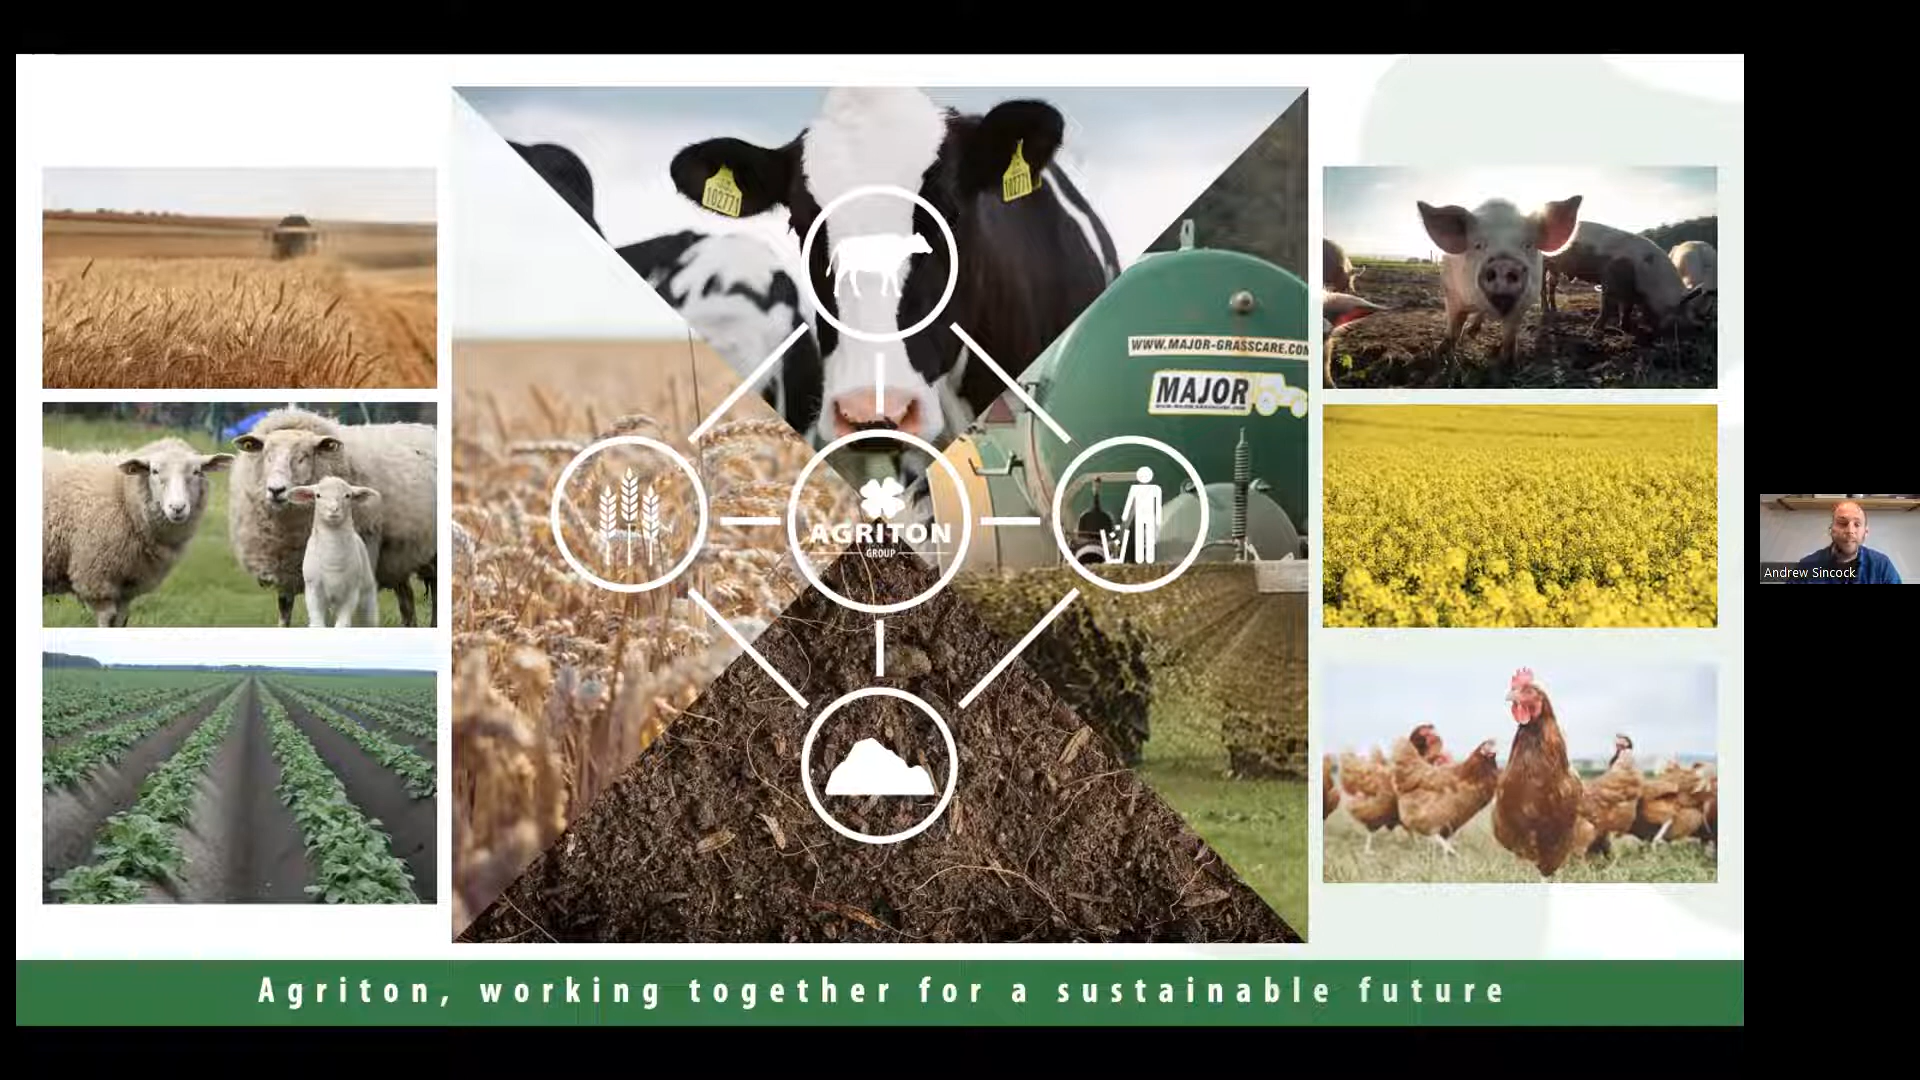 102771
102771
WWW.MAJOR-GRASSCARE.COM
MAJOR
AGRITON
GROUP
Andrew Sincock
Agriton, working together for a sustainable future